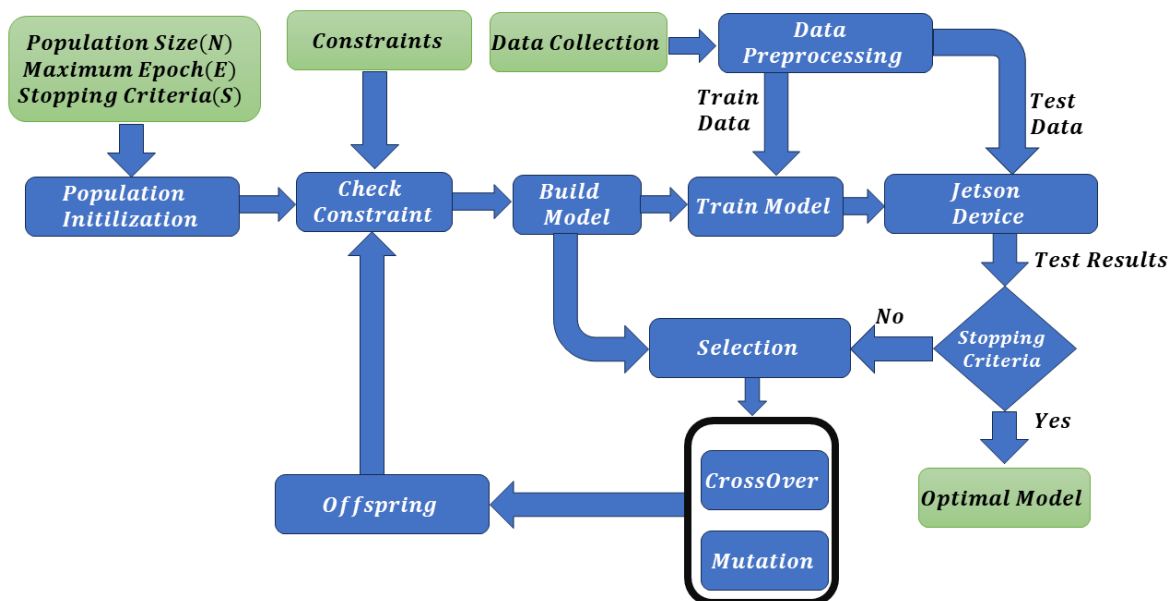 Population Size(N)
Maximum Epoch(E)
Stopping Criteria(S)
Constraints
Data Collection
Data
Preprocessing
Train
Data
Test
Data
Population
Initilization
Check
Constraint
Build
Model
Train Model
Jetson
Device
Test Results
No
Selection
Stopping
Criteria
Yes
CrossOver
Offspring
Optimal Model
Mutation